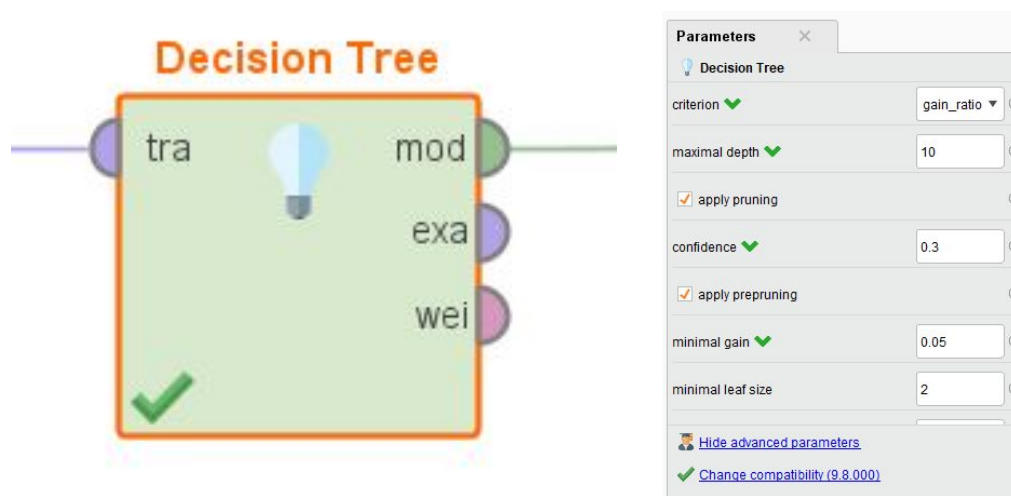 Decision Tree
tra
mod
exa
wei
Parameters
Decision Tree
criterion
gain_ratio
maximal depth
10
apply pruning
confidence
0.3
apply prepruning
minimal gain
0.05
minimal leaf size
2
Hide advanced parameters
Change compatibility (9.8.000)